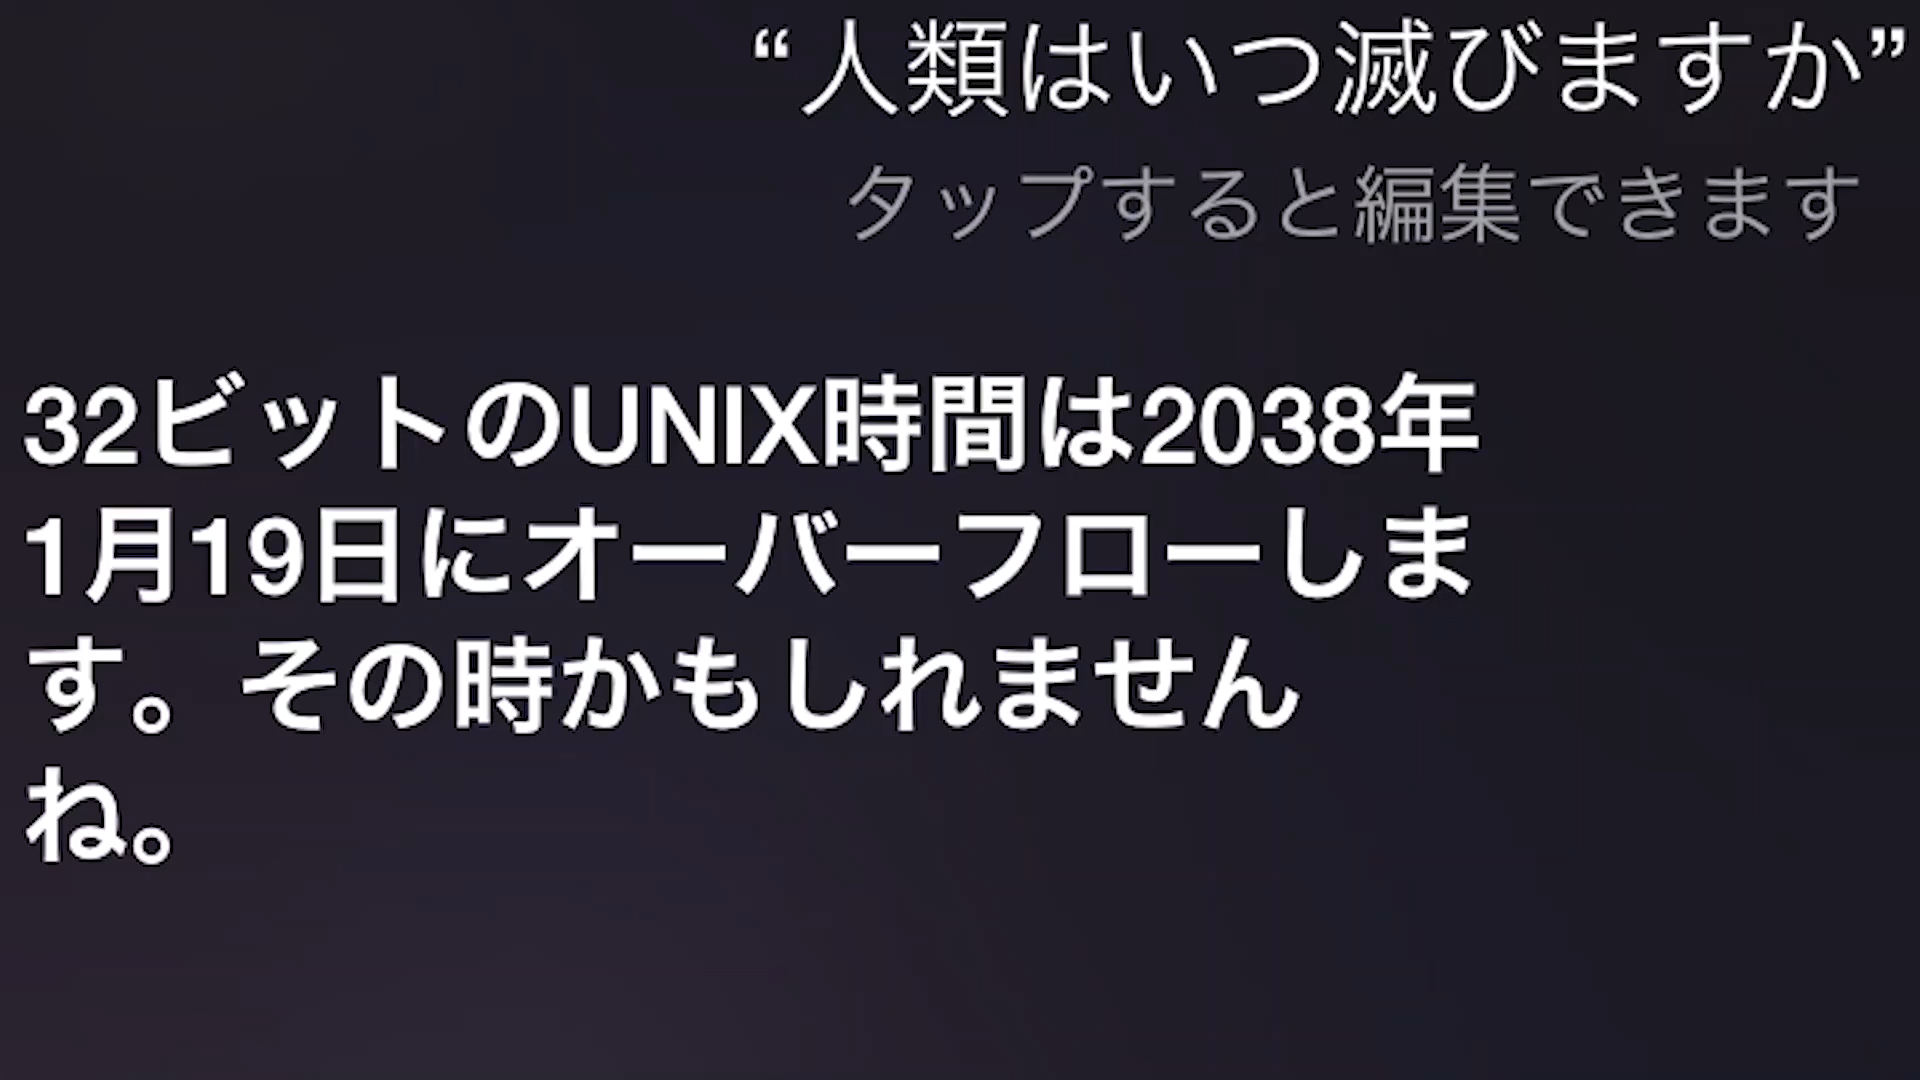 “人類はいつ滅びますか”
タップすると編集できます
32ビットのUNIX時間は2038年
1月19日にオーバーフローしま
す。その時かもしれません
ね。